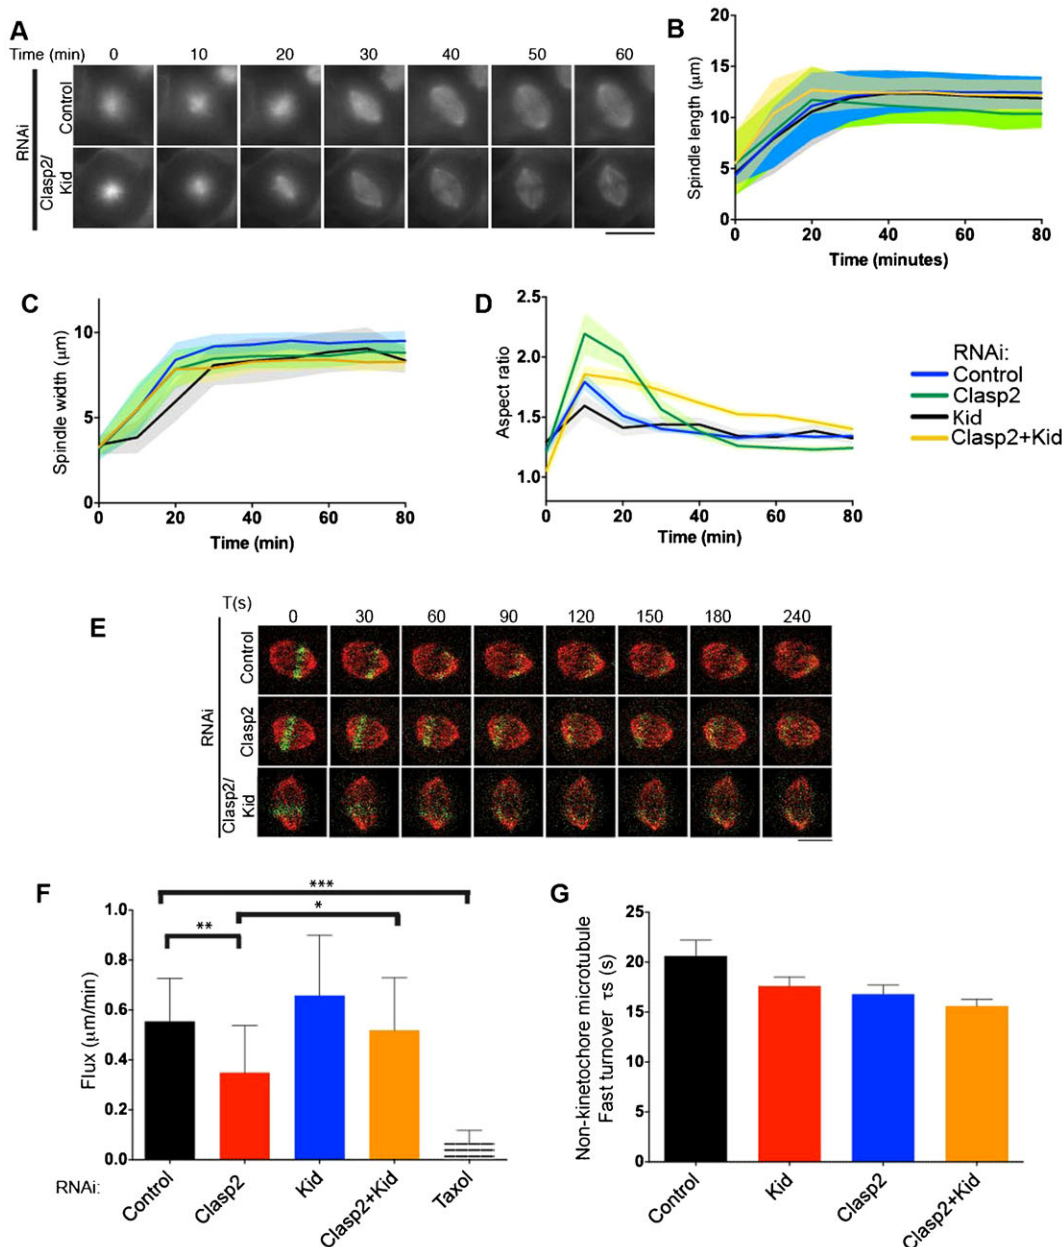 A
Time (min) 0 10 20 30 40 50 60
RNAi
Control
Clasp2/
Kid
B
Spindle length (μm)
20
15
10
5
0
0 20 40 60 80
Time (minutes)
C
Spindle width (μm)
10
5
0
0 20 40 60 80
Time (min)
D
Aspect ratio
2.5
2.0
1.5
1.0
0 20 40 60 80
Time (min)
RNAi:
Control
Clasp2
Kid
Clasp2+Kid
E
T(s)
0 30 60 90 120 150 180 240
RNAi
Control
Clasp2
Clasp2/
Kid
F
Flux (μm/min)
1.0
0.8
0.6
0.4
0.2
0.0
***
*
**
RNAi:
Control
Clasp2
Kid
Clasp2+Kid
Taxol
G
Non-kinetochore microtubule
Fast turnover τs (s)
25
20
15
10
5
0
Control
Kid
Clasp2
Clasp2+Kid